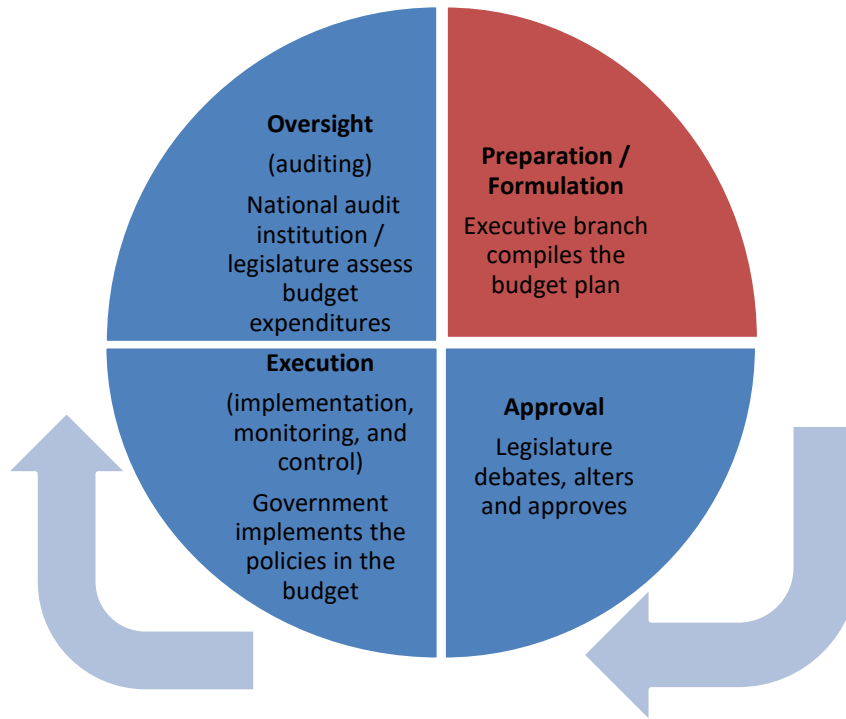 Oversight
(auditing)
National audit
institution /
legislature assess
budget
expenditures
Preparation /
Formulation
Executive branch
compiles the
budget plan
Execution
(implementation,
monitoring, and
control)
Government
implements the
policies in the
budget
Approval
Legislature
debates, alters
and approves